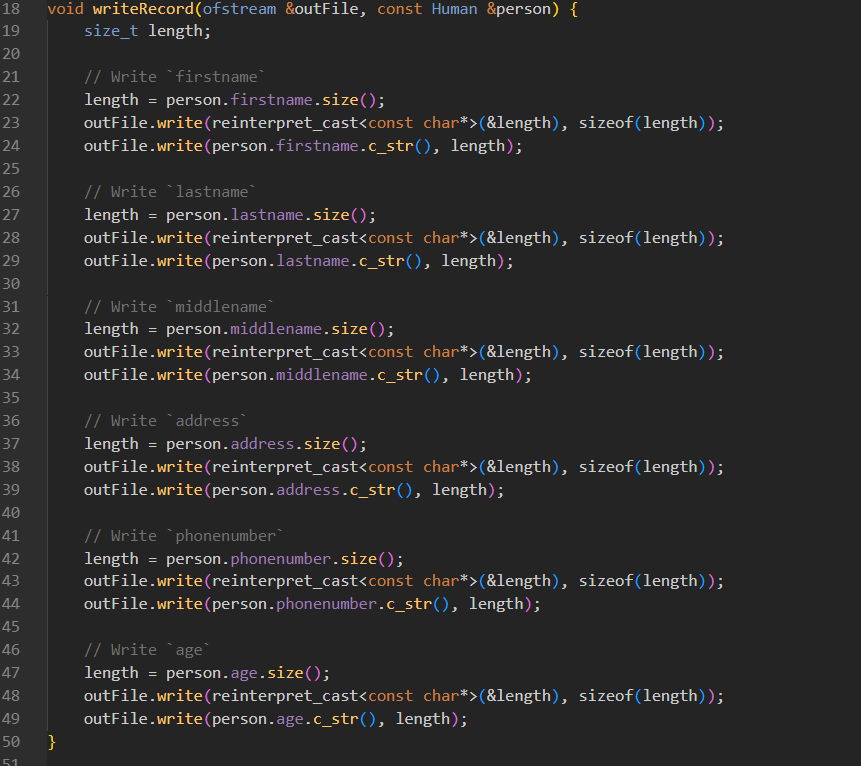 18 void writeRecord(ofstream &outFile, const Human &person) {
19     size_t length;
20
21     // Write `firstname`
22     length = person.firstname.size();
23     outFile.write(reinterpret_cast<const char*>(&length), sizeof(length));
24     outFile.write(person.firstname.c_str(), length);
25
26     // Write `lastname`
27     length = person.lastname.size();
28     outFile.write(reinterpret_cast<const char*>(&length), sizeof(length));
29     outFile.write(person.lastname.c_str(), length);
30
31     // Write `middlename`
32     length = person.middlename.size();
33     outFile.write(reinterpret_cast<const char*>(&length), sizeof(length));
34     outFile.write(person.middlename.c_str(), length);
35
36     // Write `address`
37     length = person.address.size();
38     outFile.write(reinterpret_cast<const char*>(&length), sizeof(length));
39     outFile.write(person.address.c_str(), length);
40
41     // Write `phonenumber`
42     length = person.phonenumber.size();
43     outFile.write(reinterpret_cast<const char*>(&length), sizeof(length));
44     outFile.write(person.phonenumber.c_str(), length);
45
46     // Write `age`
47     length = person.age.size();
48     outFile.write(reinterpret_cast<const char*>(&length), sizeof(length));
49     outFile.write(person.age.c_str(), length);
50 }
51